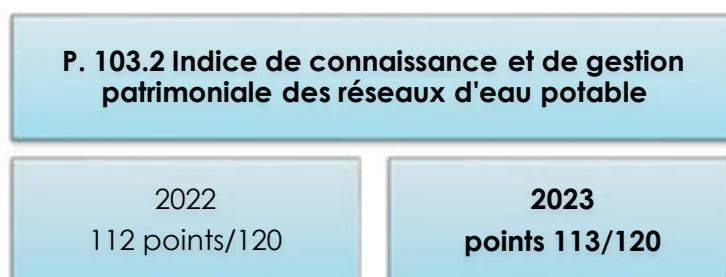 P. 103.2 Indice de connaissance et de gestion
patrimoniale des réseaux d'eau potable
2022
112 points/120
2023
points 113/120